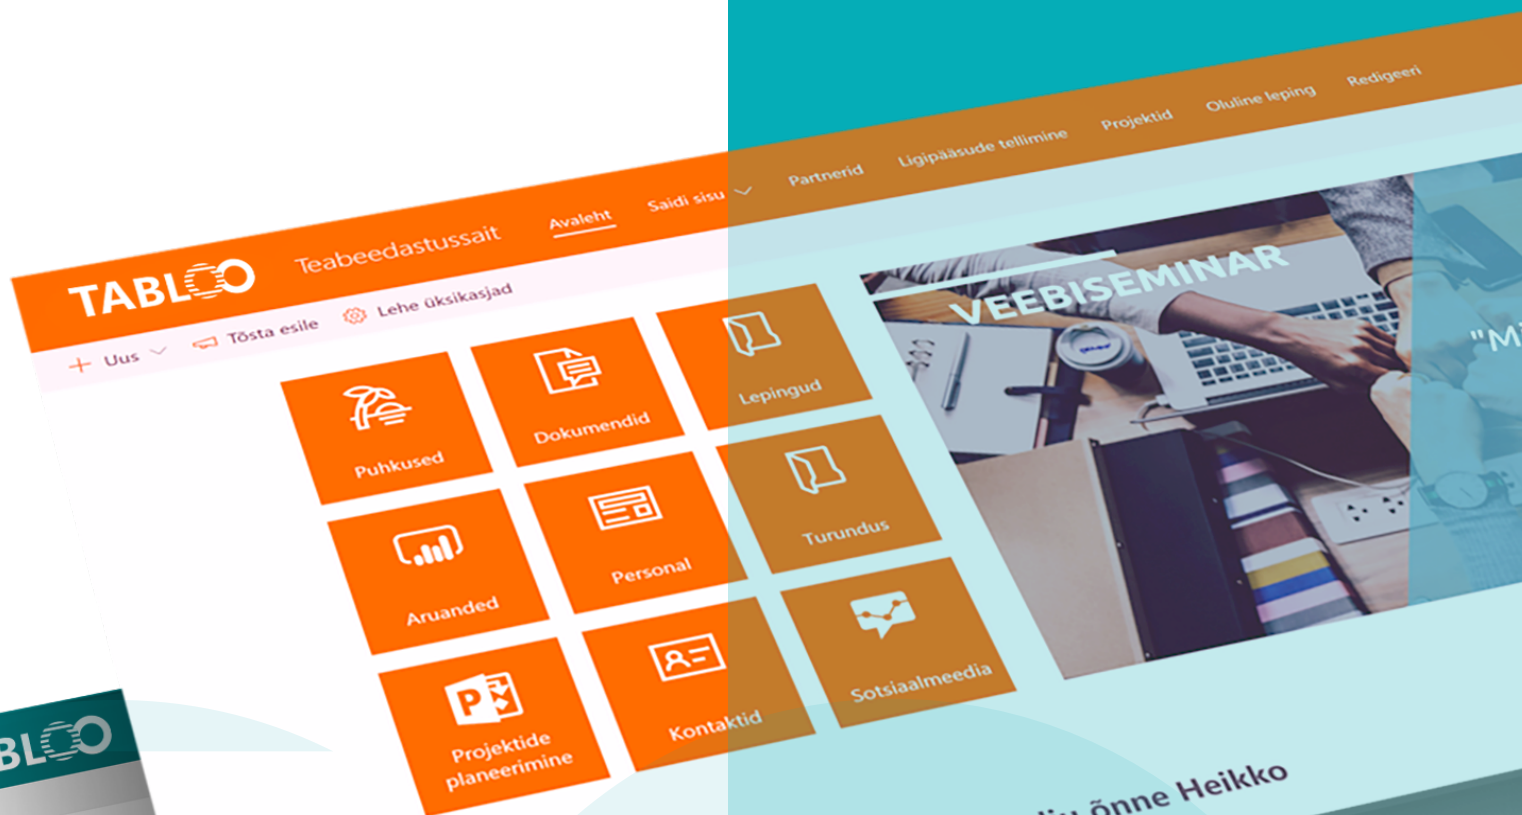 TABLOO
Teabeedastussait
Avaleht
Saidi sisu
Partnerid
Ligipääsude tellimine
Projektid
Oluline leping
Redigeeri
Uus
Tõsta esile
Lehe üksikasjad
Puhkused
Dokumendid
Lepingud
Aruanded
Personal
Turundus
Projektide
planeerimine
Kontaktid
Sotsiaalmeedia
VEEBISEMINAR
õnne Heikko